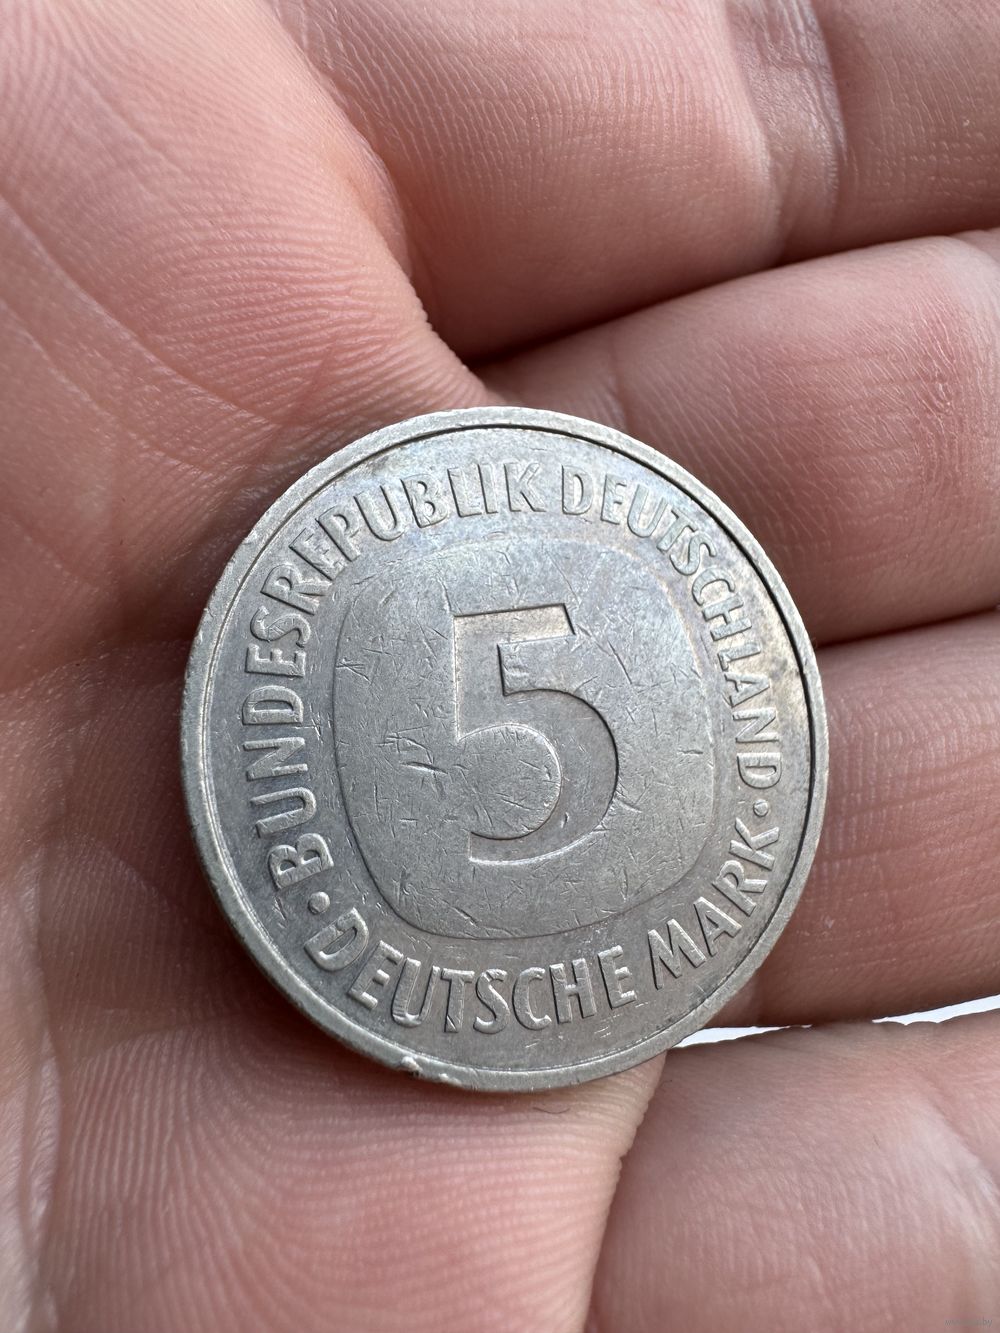 BUNDESREPUBLIK DEUTSCHLAND
5
DEUTSCHE MARK